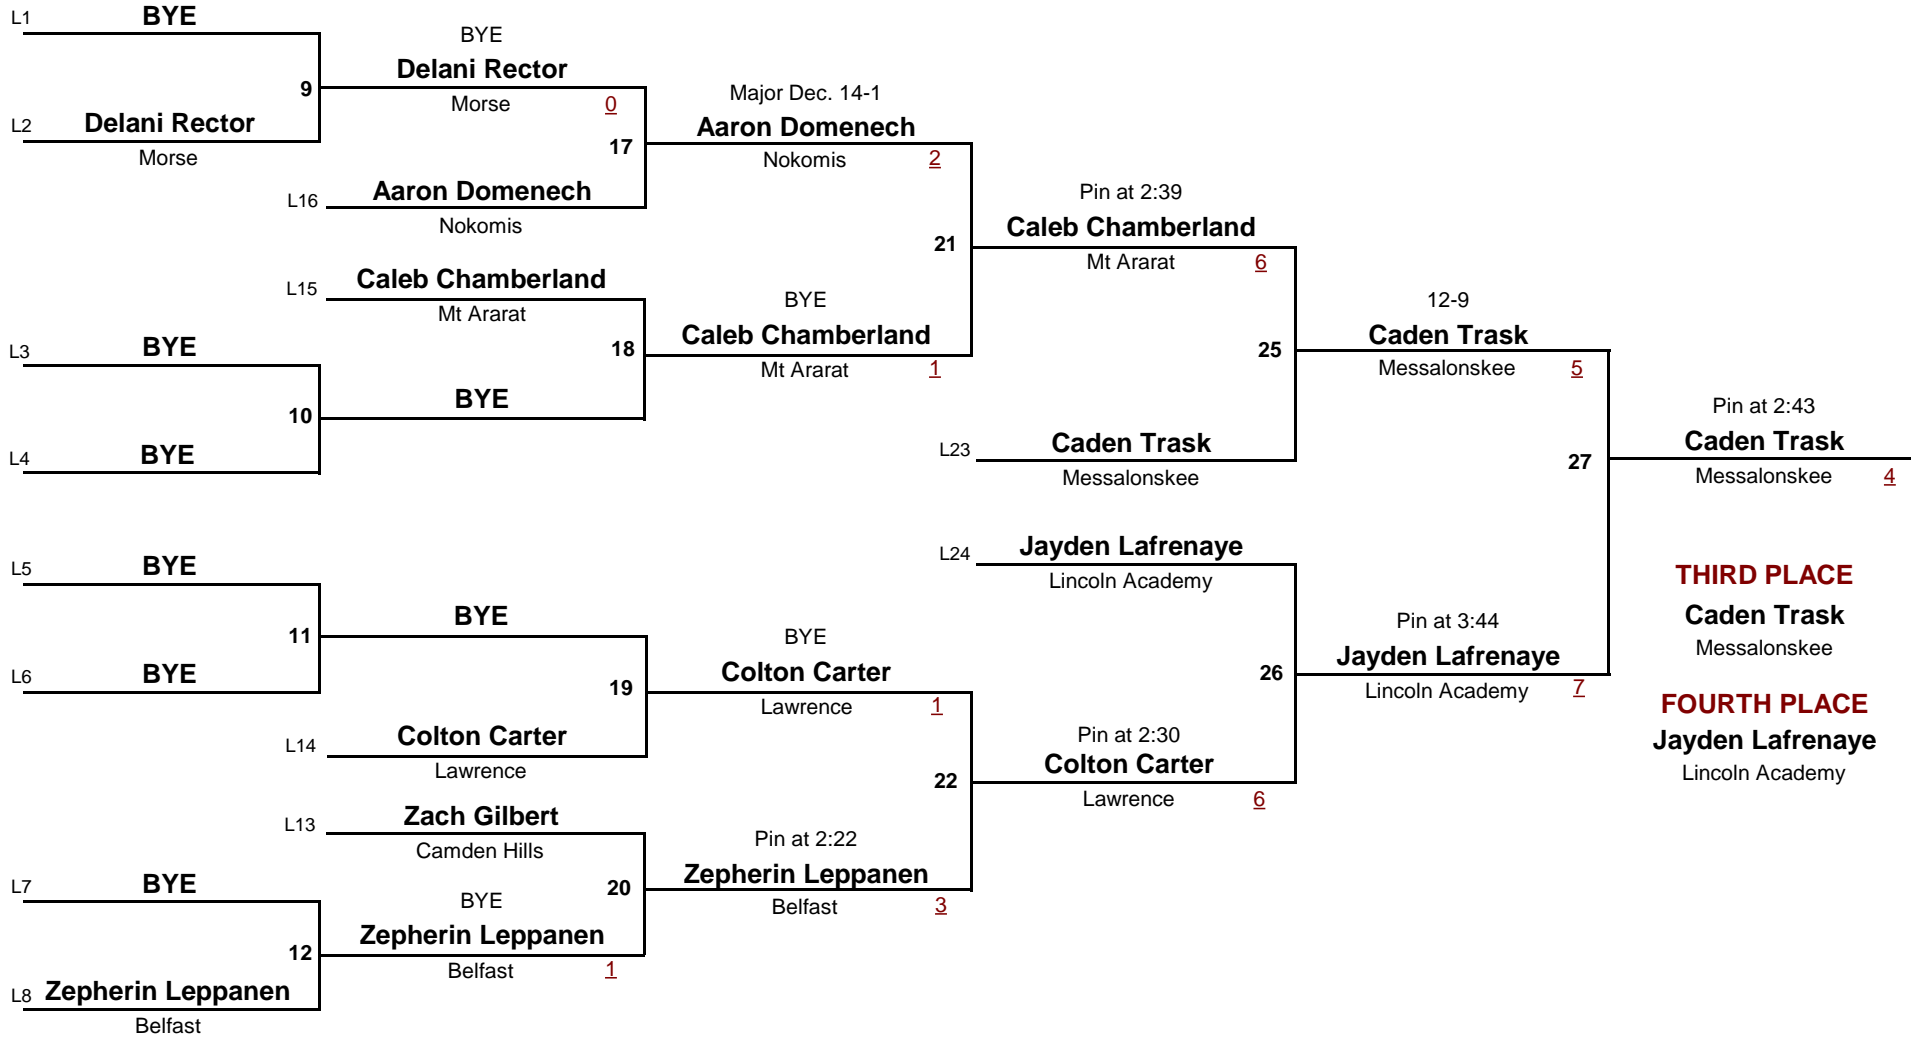 L1
BYE
9
L2
Delani Rector
Morse
BYE
Delani Rector
Morse
0
17
L16
Aaron Domenech
Nokomis
Major Dec. 14-1
Aaron Domenech
Nokomis
2
21
L15
Caleb Chamberland
Mt Ararat
18
L3
BYE
10
L4
BYE
BYE
BYE
Caleb Chamberland
Mt Ararat
1
Pin at 2:39
Caleb Chamberland
Mt Ararat
6
25
L23
Caden Trask
Messalonskee
12-9
Caden Trask
Messalonskee
5
27
Pin at 2:43
Caden Trask
Messalonskee
4
L5
BYE
11
L6
BYE
BYE
19
L14
Colton Carter
Lawrence
BYE
Colton Carter
Lawrence
1
22
L13
Zach Gilbert
Camden Hills
20
L7
BYE
12
L8
Zepherin Leppanen
Belfast
BYE
Zepherin Leppanen
Belfast
1
Pin at 2:22
Zepherin Leppanen
Belfast
3
L24
Jayden Lafrenaye
Lincoln Academy
26
Pin at 2:30
Colton Carter
Lawrence
6
Pin at 3:44
Jayden Lafrenaye
Lincoln Academy
7
THIRD PLACE
Caden Trask
Messalonskee
FOURTH PLACE
Jayden Lafrenaye
Lincoln Academy